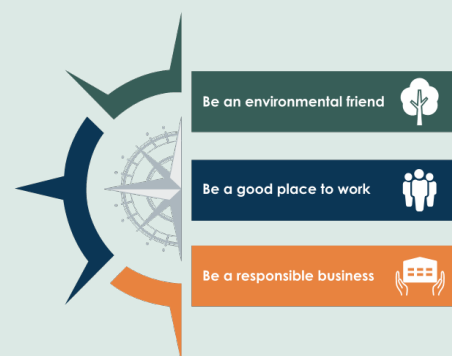 Be an environmental friend
Be a good place to work
Be a responsible business